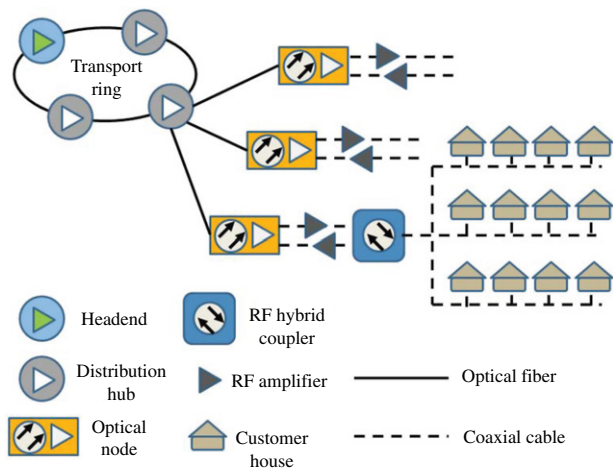 Transport
ring
Headend
RF hybrid
coupler
Distribution
hub
RF amplifier
Optical fiber
Optical
node
Customer
house
Coaxial cable